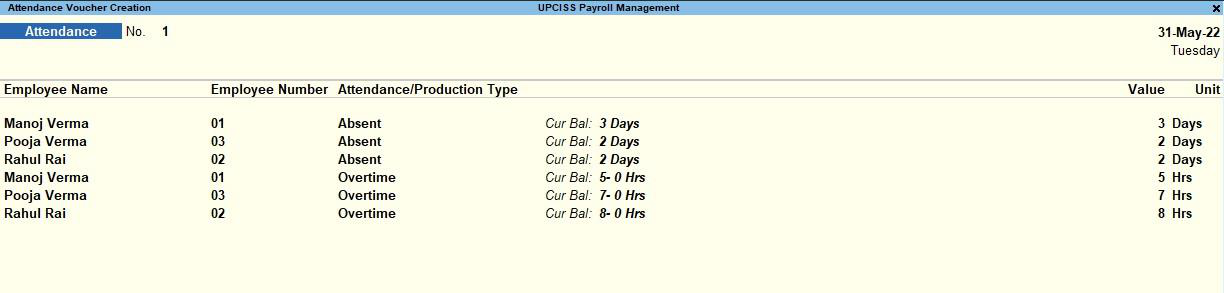 Attendance Voucher Creation UPCISS Payroll Management ×
Attendance No. 1 31-May-22
Tuesday
Employee Name Employee Number Attendance/Production Type Value Unit
Manoj Verma 01 Absent Cur Bal: 3 Days 3 Days
Pooja Verma 03 Absent Cur Bal: 2 Days 2 Days
Rahul Rai 02 Absent Cur Bal: 2 Days 2 Days
Manoj Verma 01 Overtime Cur Bal: 5- 0 Hrs 5 Hrs
Pooja Verma 03 Overtime Cur Bal: 7- 0 Hrs 7 Hrs
Rahul Rai 02 Overtime Cur Bal: 8- 0 Hrs 8 Hrs